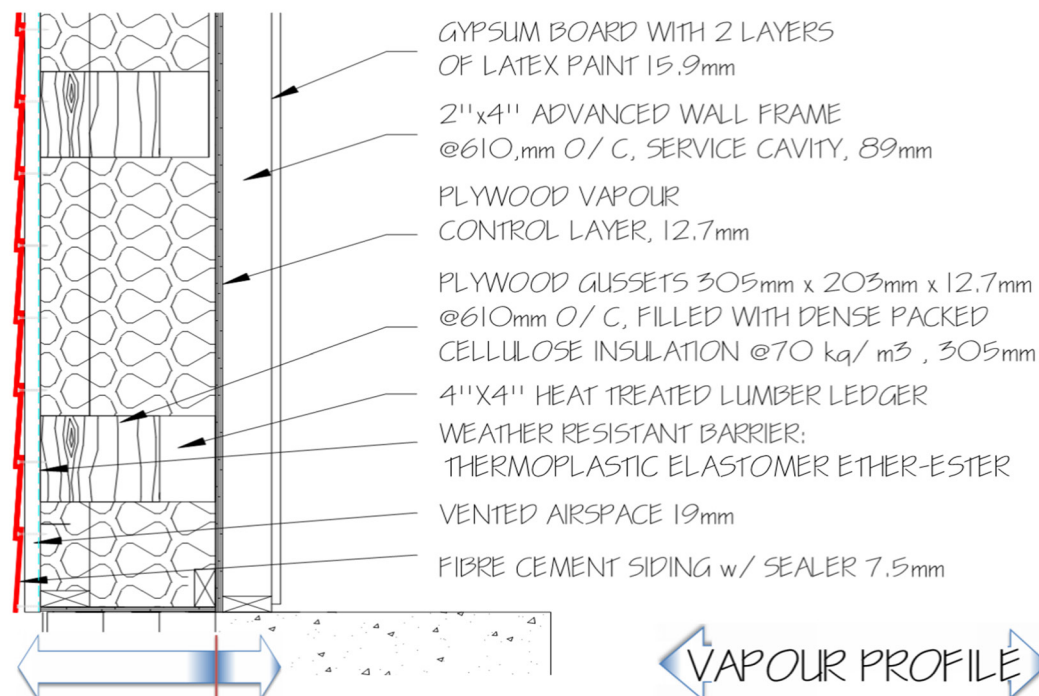 GYPSUM BOARD WITH 2 LAYERS
OF LATEX PAINT 15.9mm
2"x4" ADVANCED WALL FRAME
@610,mm O/C, SERVICE CAVITY, 89mm
PLYWOOD VAPOUR
CONTROL LAYER, 12.7mm
PLYWOOD GUSSETS 305mm x 203mm x 12.7mm
@610mm O/C, FILLED WITH DENSE PACKED
CELLULOSE INSULATION @70 kg/m3 , 305mm
4"X4" HEAT TREATED LUMBER LEDGER
WEATHER RESISTANT BARRIER:
THERMOPLASTIC ELASTOMER ETHER-ESTER
VENTED AIRSPACE 19mm
FIBRE CEMENT SIDING w/ SEALER 7.5mm
VAPOUR PROFILE